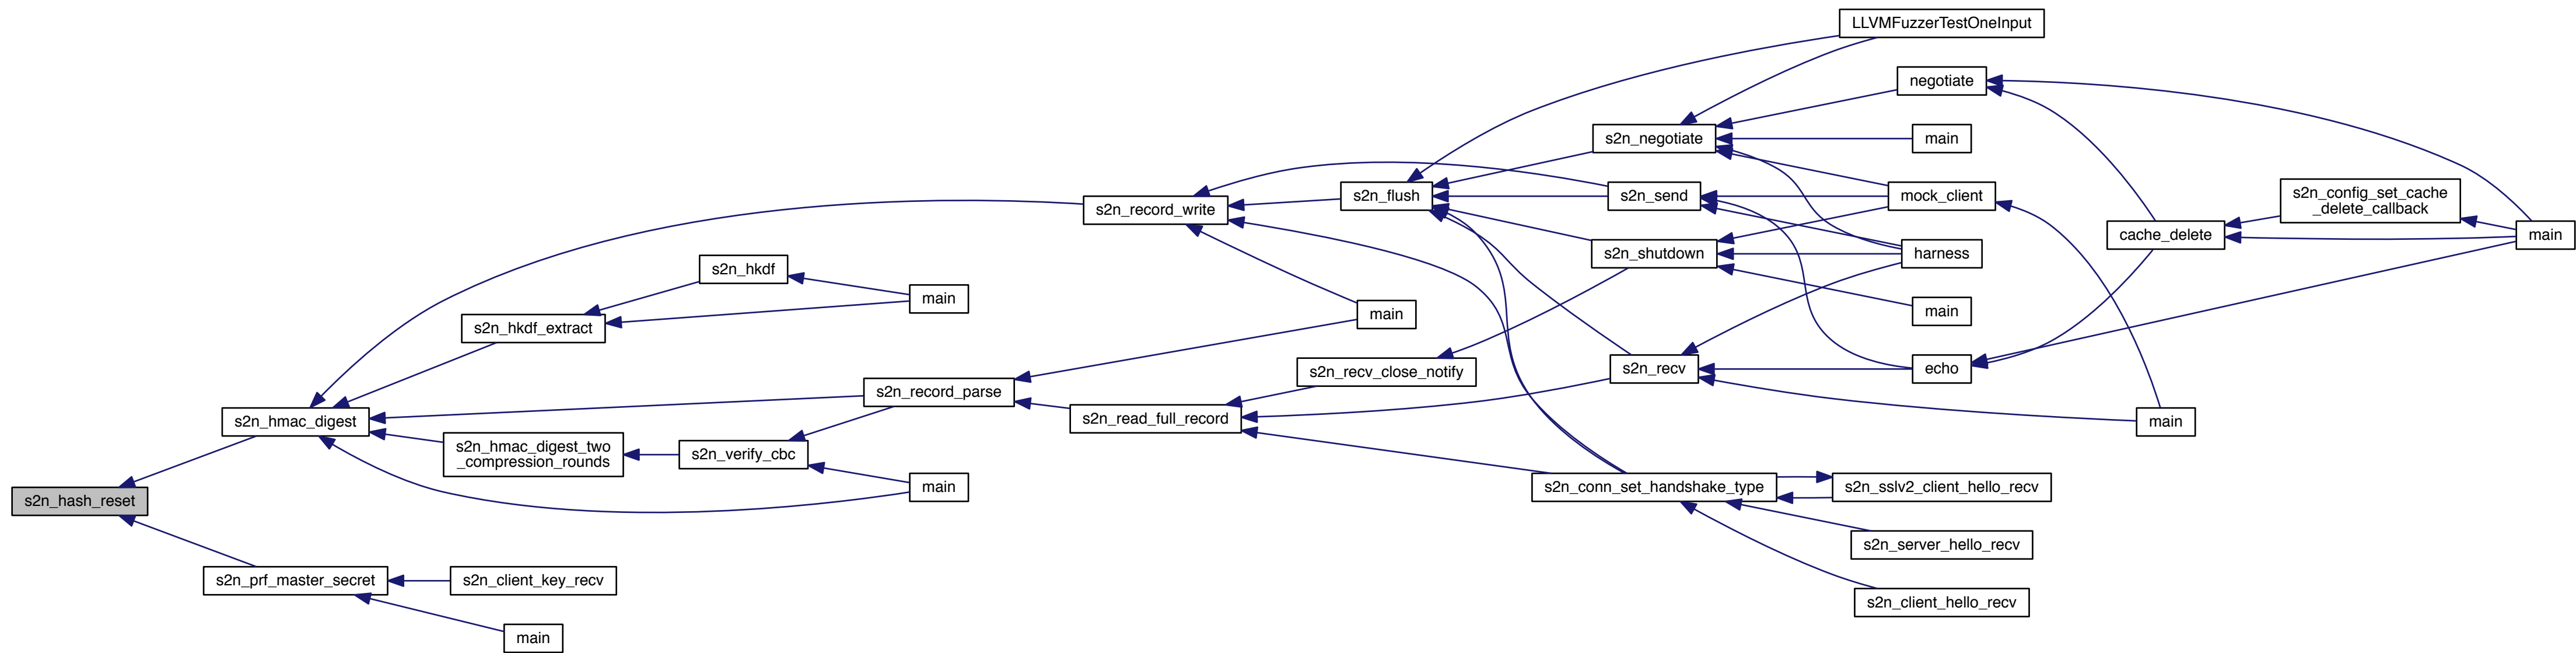 LLVMFuzzerTestOneInput
negotiate
s2n_negotiate
main
s2n_flush
s2n_send
mock_client
s2n_config_set_cache
_delete_callback
s2n_record_write
s2n_shutdown
harness
cache_delete
main
s2n_hkdf
main
main
main
s2n_hkdf_extract
s2n_recv_close_notify
s2n_recv
echo
s2n_record_parse
s2n_read_full_record
s2n_hmac_digest
main
s2n_hmac_digest_two
_compression_rounds
s2n_verify_cbc
main
s2n_conn_set_handshake_type
s2n_sslv2_client_hello_recv
s2n_hash_reset
s2n_server_hello_recv
s2n_prf_master_secret
s2n_client_key_recv
s2n_client_hello_recv
main